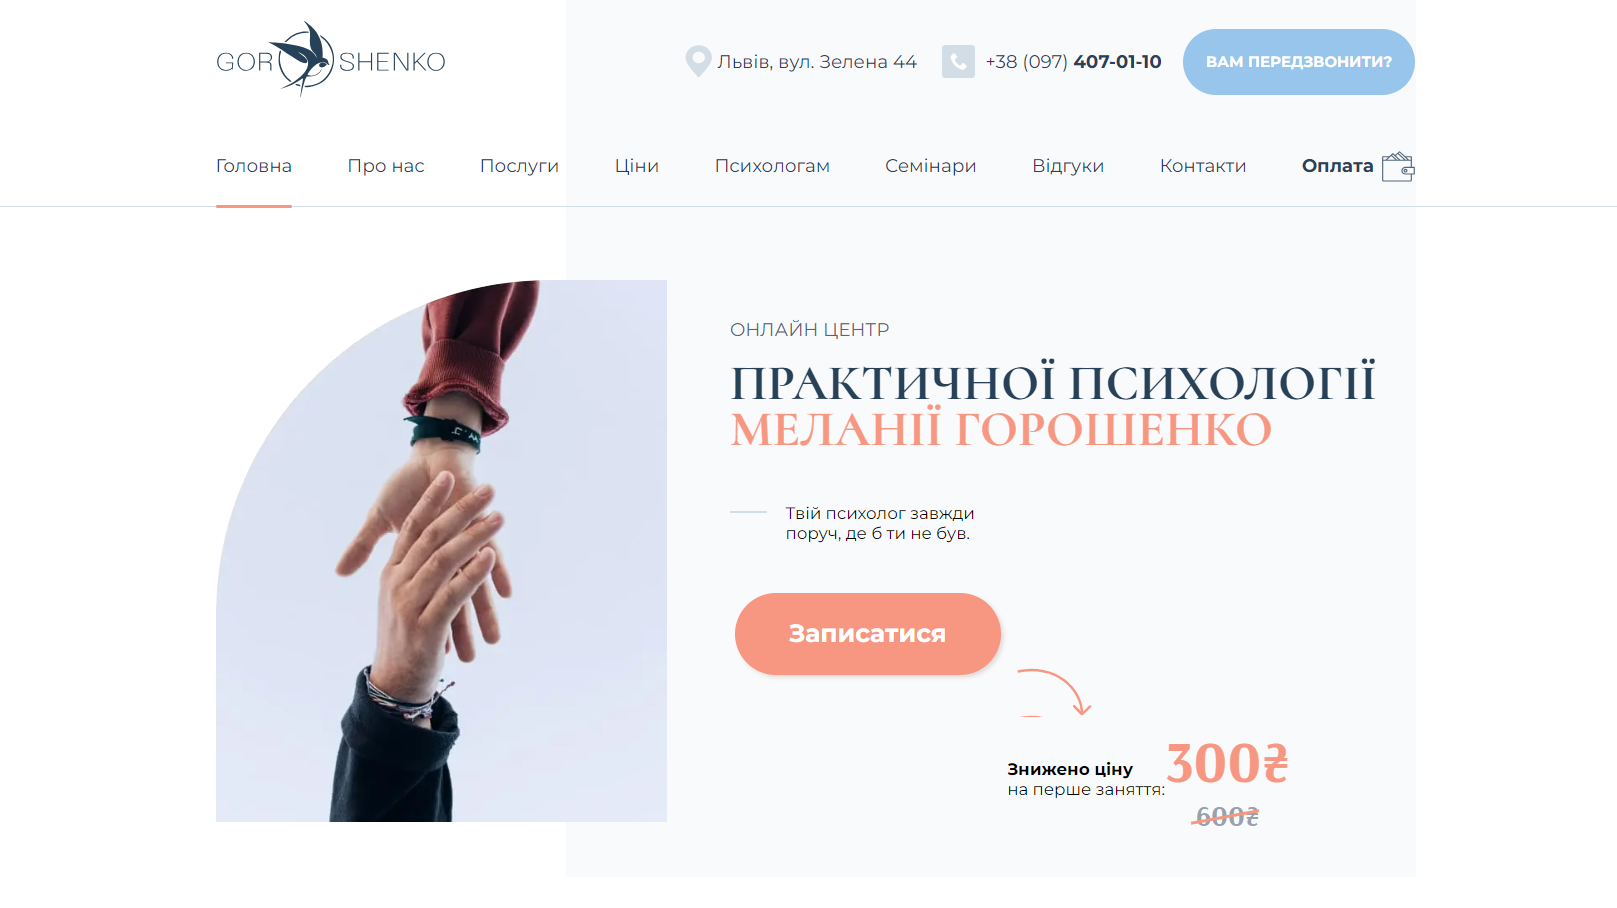 GOROSHENKO
Львів, вул. Зелена 44
+38 (097) 407-01-10
ВАМ ПЕРЕДЗВОНИТИ?
Головна
Про нас
Послуги
Ціни
Психологам
Семінари
Відгуки
Контакти
Оплата
ОНЛАЙН ЦЕНТР
ПРАКТИЧНОЇ ПСИХОЛОГІЇ
МЕЛАНІЇ ГОРОШЕНКО
Твій психолог завжди
поруч, де б ти не був.
Записатися
Знижено ціну
на перше заняття:
300₴
600₴